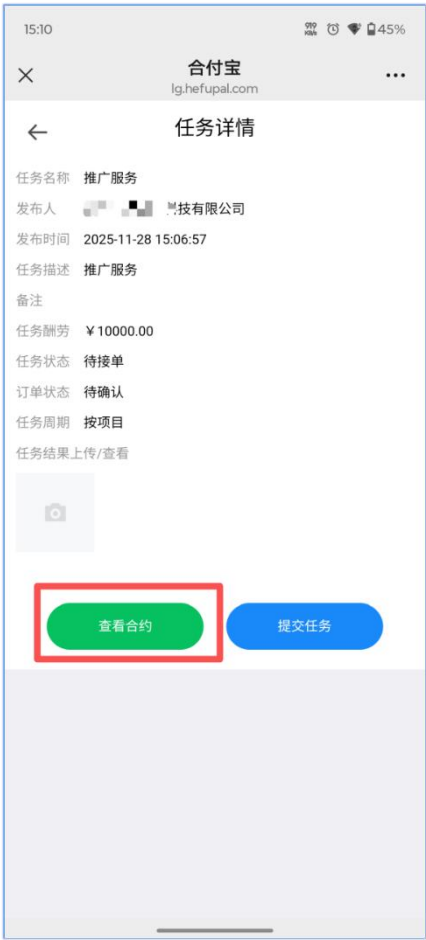 15:10
45%
合付宝
lg.hefupal.com
任务详情
任务名称 推广服务
发布人 技有限公司
发布时间 2025-11-28 15:06:57
任务描述 推广服务
备注
任务酬劳 ￥10000.00
任务状态 待接单
订单状态 待确认
任务周期 按项目
任务结果上传/查看
查看合约 提交任务